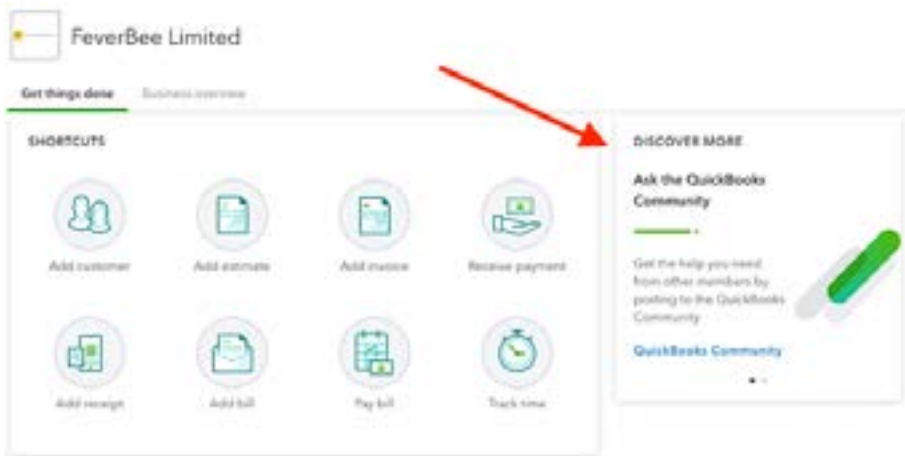 FeverBee Limited
Get things done Business overview
SHORTCUTS
Add customer Add estimate Add invoice Receive payment
Add receipt Add bill Pay bill Track time
DISCOVER MORE
Ask the QuickBooks
Community
Get the help you need
from other members by
posting to the QuickBooks
Community
QuickBooks Community